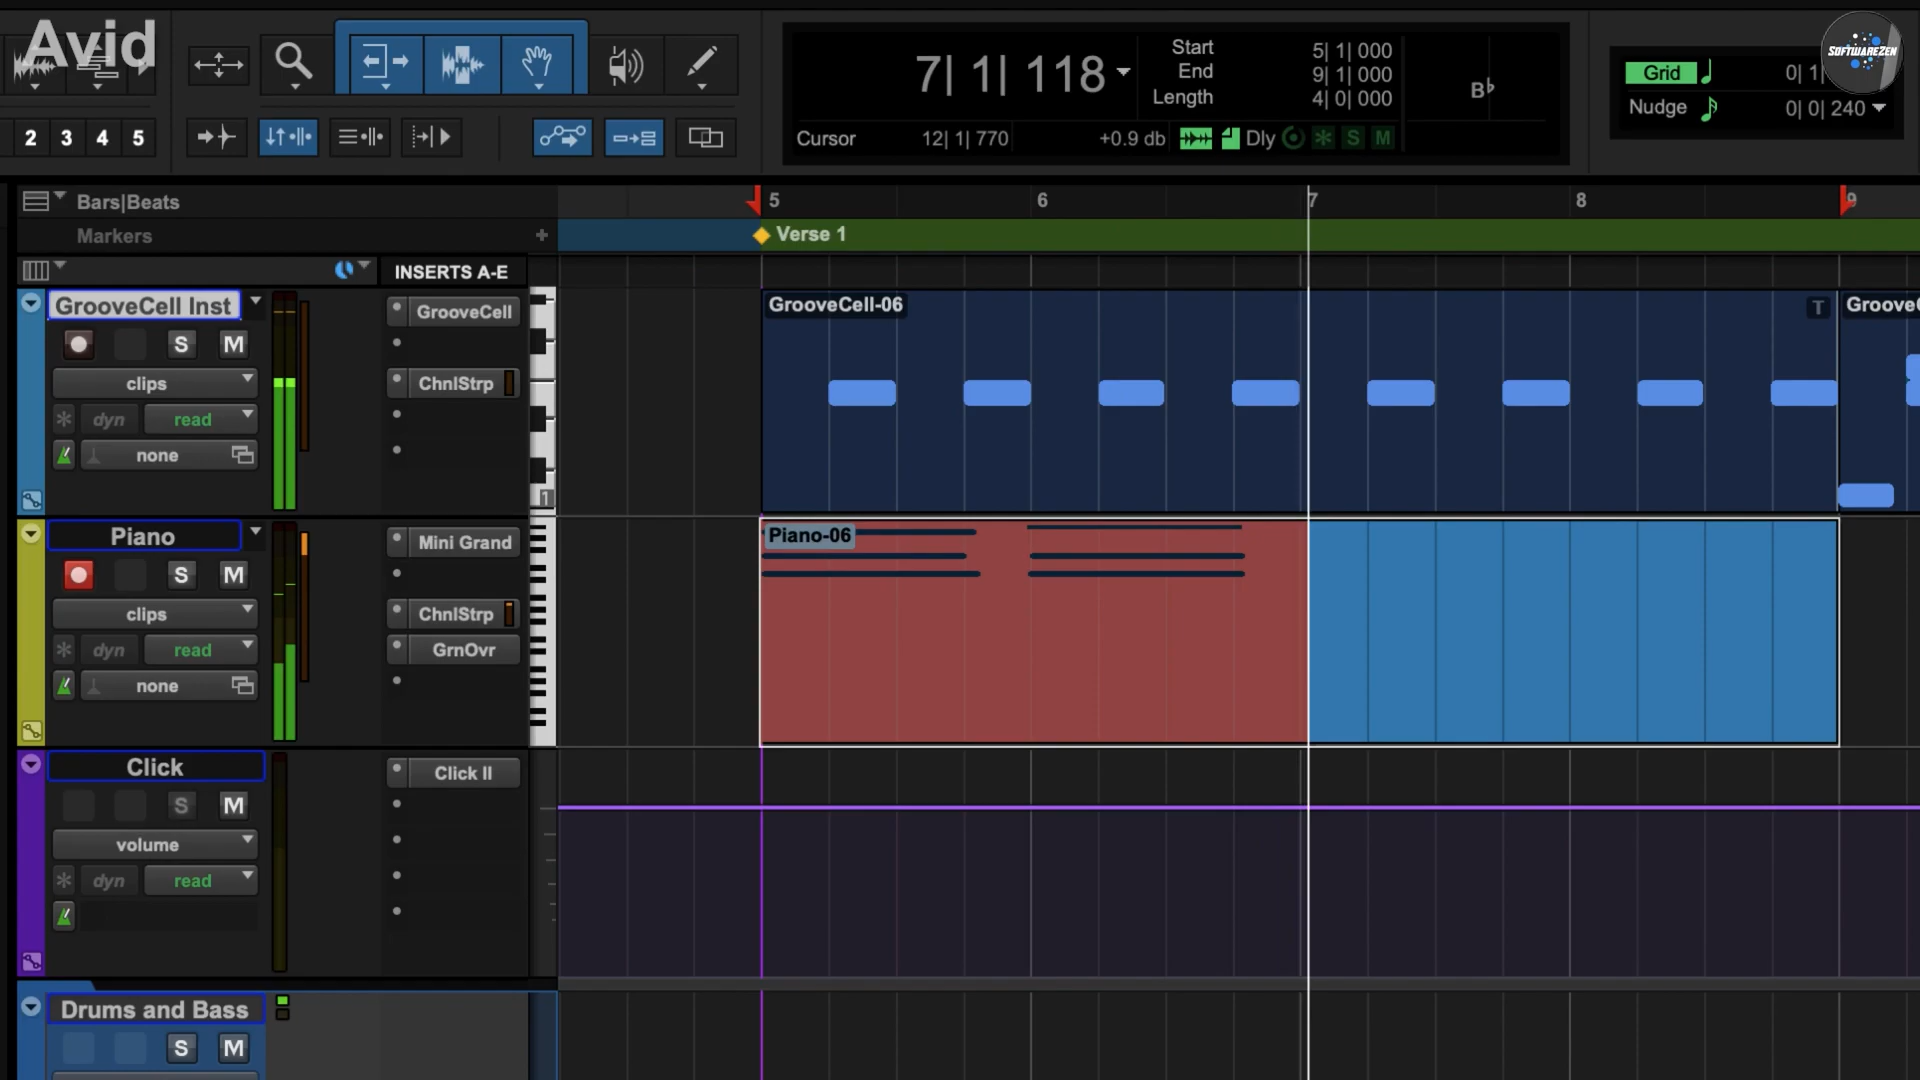 Avid
2 3 4 5
7| 1| 118
Start 5| 1| 000
End 9| 1| 000
Length 4| 0| 000
B♭
Cursor 12| 1| 770 +0.9 db Dly S M
Grid 0| 1|
Nudge 0| 0| 240
SOFTWAREZEN
Bars|Beats 5 6 7 8 9
Markers + Verse 1
INSERTS A-E
GrooveCell Inst
S M
clips
dyn read
none
GrooveCell
ChnlStrp
1
GrooveCell-06 T
Piano
S M
clips
dyn read
none
Mini Grand
ChnlStrp
GrnOvr
Piano-06
Click
S M
volume
dyn read
Click II
Drums and Bass
S M